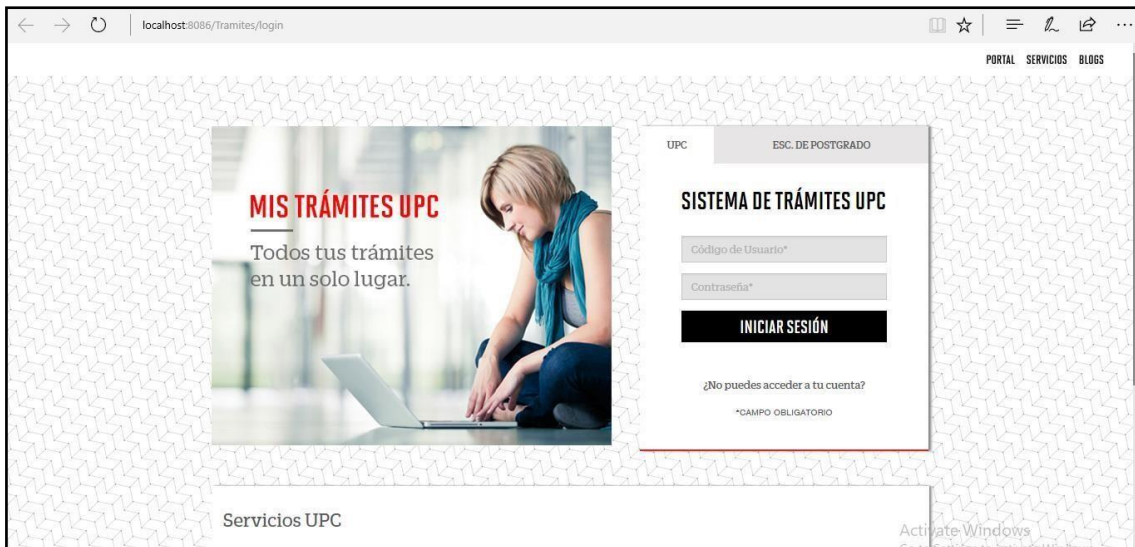 localhost:8086/Tramites/login
PORTAL SERVICIOS BLOGS
MIS TRÁMITES UPC
Todos tus trámites
en un solo lugar.
UPC ESC. DE POSTGRADO
SISTEMA DE TRÁMITES UPC
Código de Usuario*
Contraseña*
INICIAR SESIÓN
¿No puedes acceder a tu cuenta?
*CAMPO OBLIGATORIO
Servicios UPC
Activate Windows